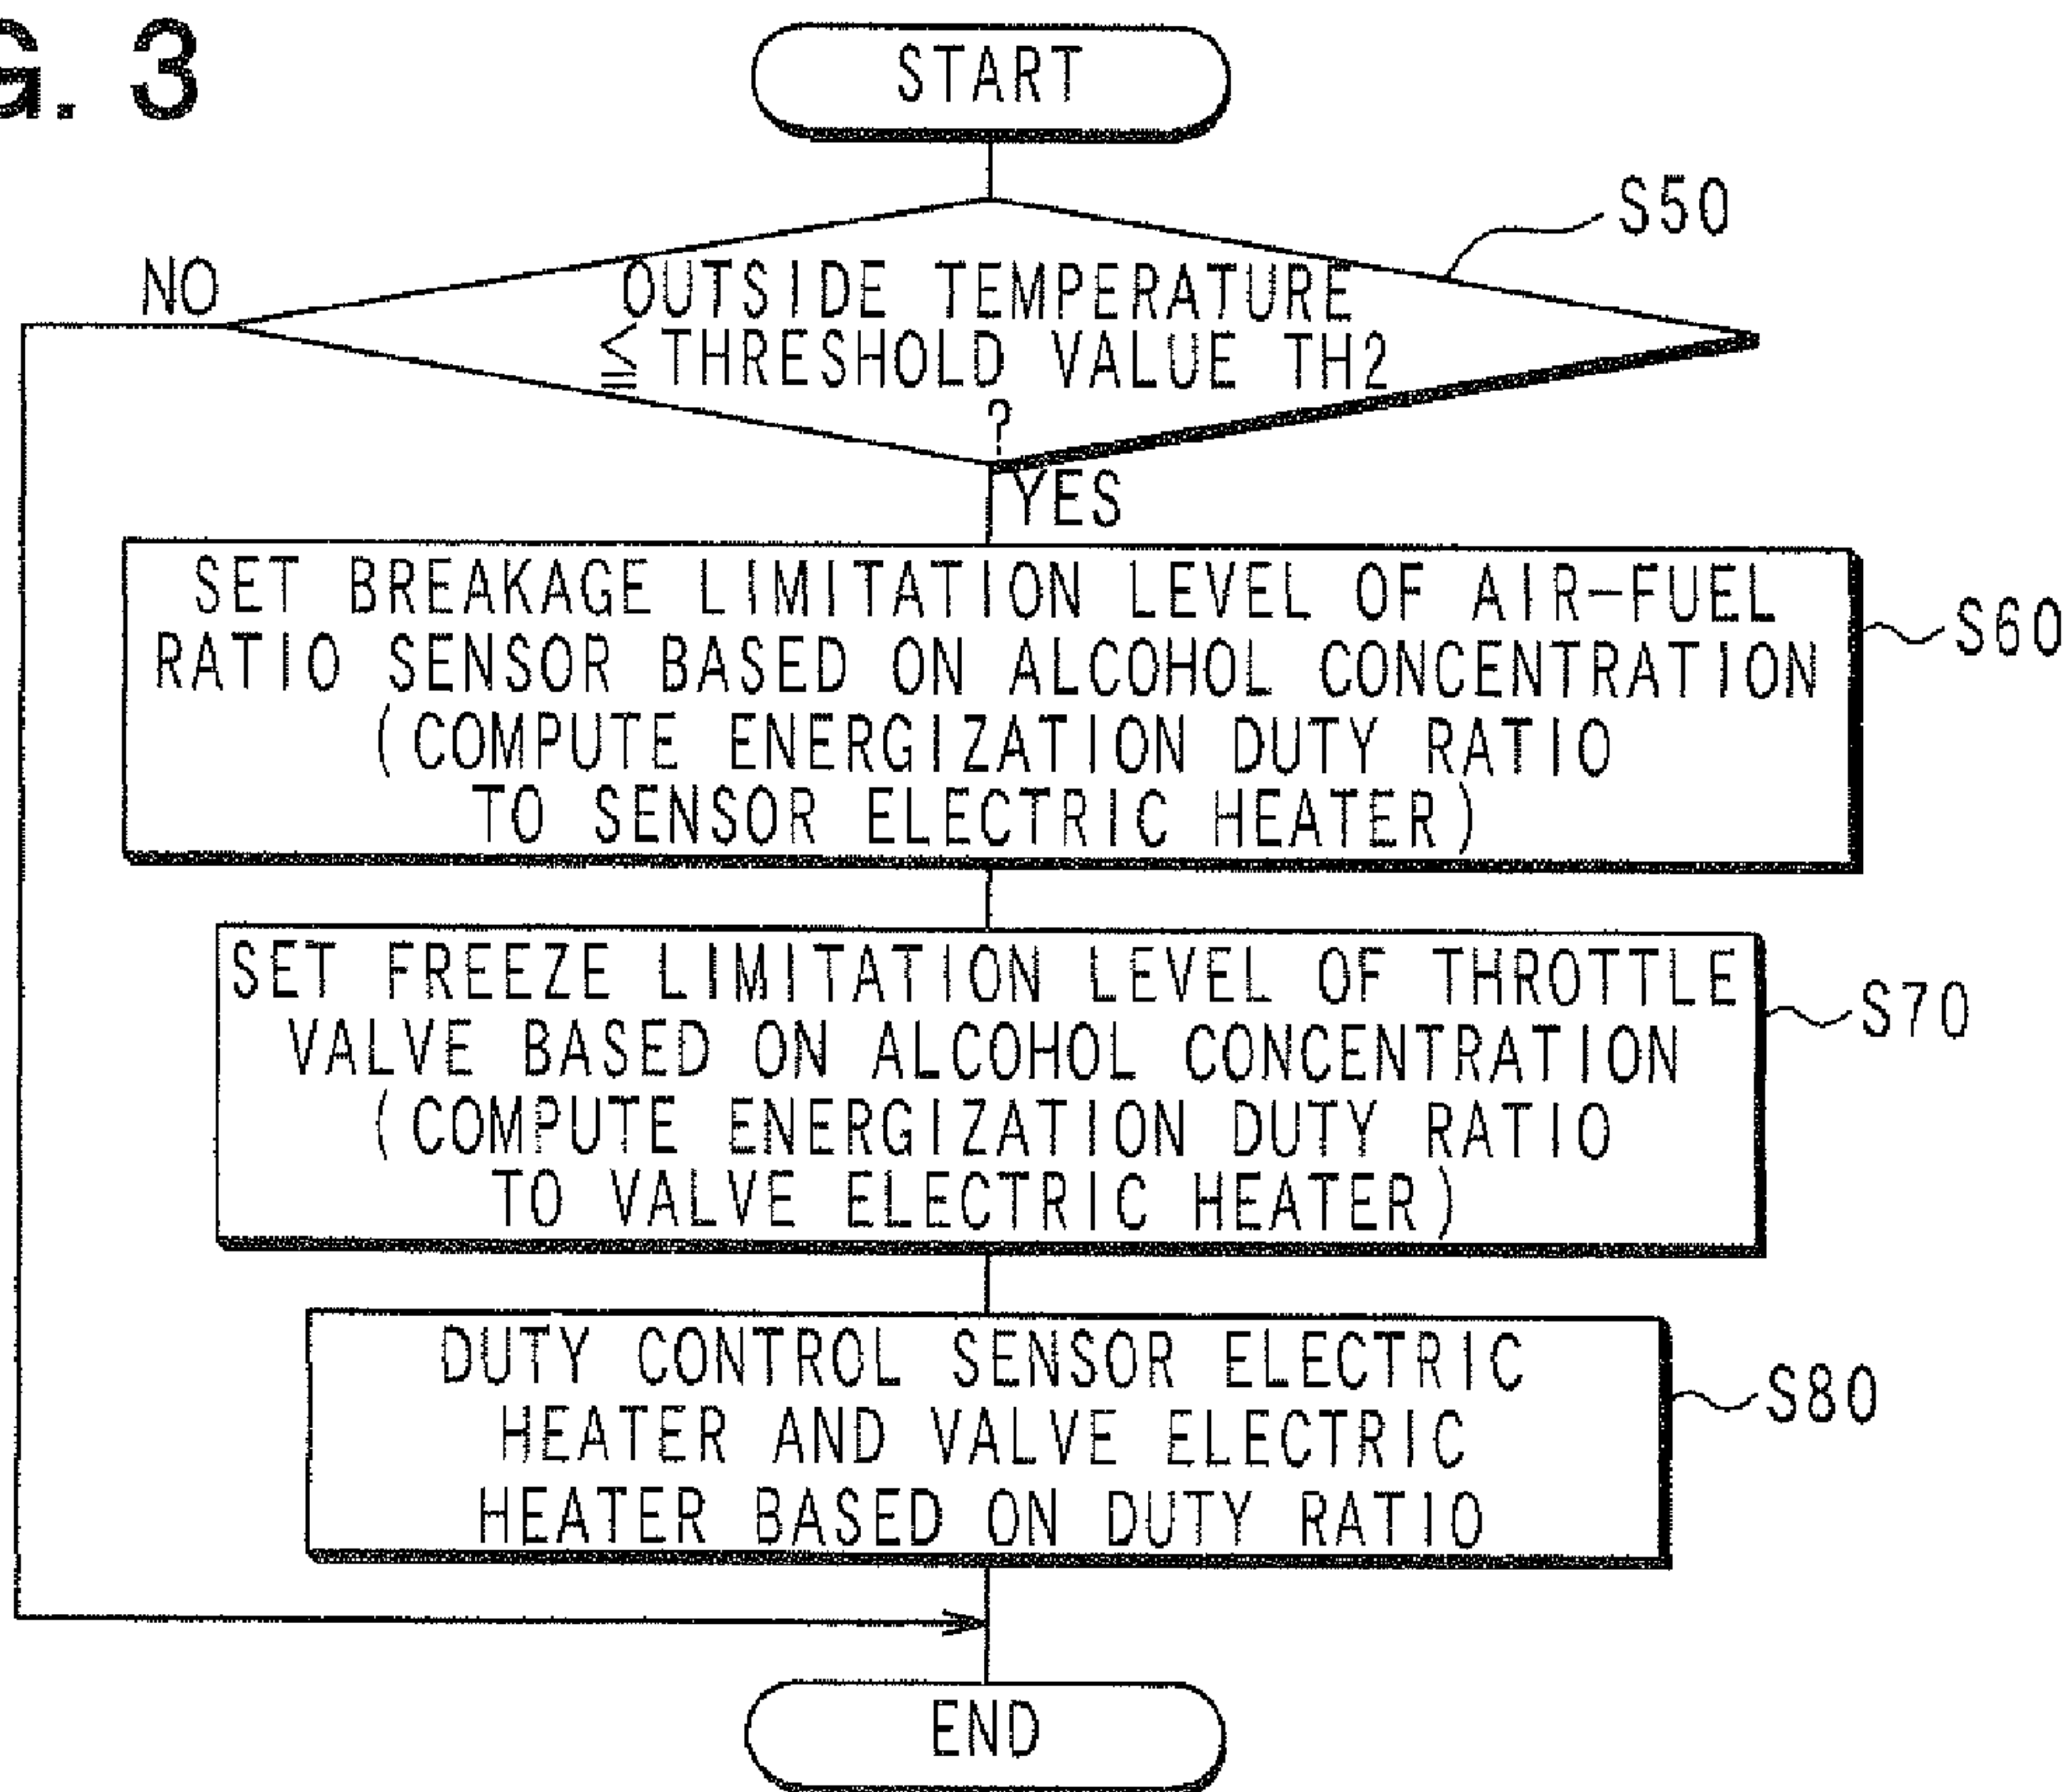 G. 3
START
S50
NO
OUTSIDE TEMPERATURE
≦ THRESHOLD VALUE TH2
?
YES
SET BREAKAGE LIMITATION LEVEL OF AIR-FUEL
RATIO SENSOR BASED ON ALCOHOL CONCENTRATION
(COMPUTE ENERGIZATION DUTY RATIO
TO SENSOR ELECTRIC HEATER)
S60
SET FREEZE LIMITATION LEVEL OF THROTTLE
VALVE BASED ON ALCOHOL CONCENTRATION
(COMPUTE ENERGIZATION DUTY RATIO
TO VALVE ELECTRIC HEATER)
S70
DUTY CONTROL SENSOR ELECTRIC
HEATER AND VALVE ELECTRIC
HEATER BASED ON DUTY RATIO
S80
END